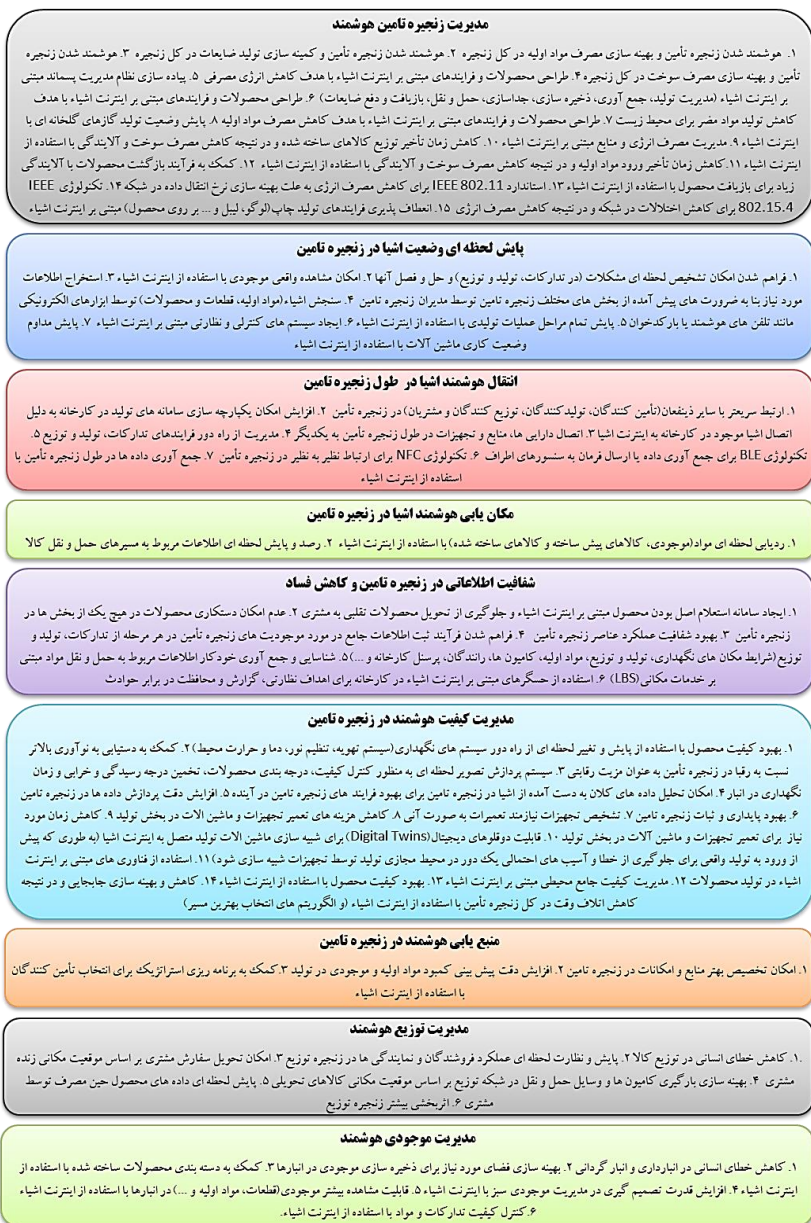 مدیریت زنجیره تامین هوشمند
۱. هوشمند شدن زنجیره تأمین و بهینه سازی مصرف مواد اولیه در کل زنجیره ۲. هوشمند شدن زنجیره تأمین و کمینه سازی تولید ضایعات در کل زنجیره ۳. هوشمند شدن زنجیره
تأمین و بهینه سازی مصرف سوخت در کل زنجیره ۴. طراحی محصولات و فرایندهای مبتنی بر اینترنت اشیاء با هدف کاهش انرژی مصرفی ۵. پیاده سازی نظام مدیریت پسماند مبتنی
بر اینترنت اشیاء (مدیریت تولید، جمع آوری، ذخیره سازی، جداسازی، حمل و نقل، بازیافت و دفع ضایعات) ۶. طراحی محصولات و فرایندهای مبتنی بر اینترنت اشیاء با هدف
کاهش تولید مواد مضر برای محیط زیست ۷. طراحی محصولات و فرایندهای مبتنی بر اینترنت اشیاء با هدف کاهش مصرف مواد اولیه ۸. پایش وضعیت تولید گازهای گلخانه ای با
اینترنت اشیاء ۹. مدیریت مصرف انرژی و منابع مبتنی بر اینترنت اشیاء ۱۰. کاهش زمان تأخیر توزیع کالاهای ساخته شده و در نتیجه کاهش مصرف سوخت و آلایندگی با استفاده از
اینترنت اشیاء ۱۱.کاهش زمان تأخیر ورود مواد اولیه و در نتیجه کاهش مصرف سوخت و آلایندگی با استفاده از اینترنت اشیاء ۱۲. کمک به فرآیند بازگشت محصولات با آلایندگی
زیاد برای بازیافت محصول با استفاده از اینترنت اشیاء ۱۳. استاندارد IEEE 802.11 برای کاهش مصرف انرژی به علت بهینه سازی نرخ انتقال داده در شبکه ۱۴. تکنولوژی IEEE
802.15.4 برای کاهش اختلالات در شبکه و در نتیجه کاهش مصرف انرژی ۱۵. انعطاف پذیری فرایندهای تولید چاپ(لوگو، لیبل و ... بر روی محصول) مبتنی بر اینترنت اشیاء
پایش لحظه ای وضعیت اشیا در زنجیره تامین
۱. فراهم شدن امکان تشخیص لحظه ای مشکلات (در تدارکات، تولید و توزیع) و حل و فصل آنها ۲. امکان مشاهده واقعی موجودی با استفاده از اینترنت اشیاء ۳. استخراج اطلاعات
مورد نیاز بنا به ضرورت های پیش آمده از بخش های مختلف زنجیره تامین توسط مدیران زنجیره تامین ۴. سنجش اشیاء(مواد اولیه، قطعات و محصولات) توسط ابزارهای الکترونیکی
مانند تلفن های هوشمند یا بارکدخوان ۵. پایش تمام مراحل عملیات تولیدی با استفاده از اینترنت اشیاء ۶. ایجاد سیستم های کنترلی و نظارتی مبتنی بر اینترنت اشیاء ۷. پایش مداوم
وضعیت کاری ماشین آلات با استفاده از اینترنت اشیاء
انتقال هوشمند اشیا در طول زنجیره تامین
۱. ارتبط سریعتر با سایر ذینفعان(تأمین کنندگان، تولیدکنندگان، توزیع کنندگان و مشتریان) در زنجیره تأمین ۲. افزایش امکان یکپارچه سازی سامانه های تولید در کارخانه به دلیل
اتصال اشیا موجود در کارخانه به اینترنت اشیا ۳. اتصال دارایی ها، منابع و تجهیزات در طول زنجیره تأمین به یکدیگر ۴. مدیریت از راه دور فرایندهای تدارکات، تولید و توزیع ۵.
تکنولوژی BLE برای جمع آوری داده یا ارسال فرمان به سنسورهای اطراف ۶. تکنولوژی NFC برای ارتباط نظیر به نظیر در زنجیره تأمین ۷. جمع آوری داده ها در طول زنجیره تأمین با
استفاده از اینترنت اشیاء
مکان یابی هوشمند اشیا در زنجیره تامین
۱. ردیابی لحظه ای مواد(موجودی، کالاهای پیش ساخته و کالاهای ساخته شده) با استفاده از اینترنت اشیاء ۲. رصد و پایش لحظه ای اطلاعات مربوط به مسیرهای حمل و نقل کالا
شفافیت اطلاعاتی در زنجیره تامین و کاهش فساد
۱. ایجاد سامانه استعلام اصل بودن محصول مبتنی بر اینترنت اشیاء و جلوگیری از تحویل محصولات تقلبی به مشتری ۲. عدم امکان دستکاری محصولات در هیچ یک از بخش ها در
زنجیره تأمین ۳. بهبود شفافیت عملکرد عناصر زنجیره تأمین ۴. فراهم شدن فرآیند ثبت اطلاعات جامع در مورد موجودیت های زنجیره تأمین در هر مرحله از تدارکات، تولید و
توزیع(شرایط مکان های نگهداری، تولید و توزیع، مواد اولیه، کامیون ها، رانندگان، پرسنل کارخانه و ...) ۵. شناسایی و جمع آوری خودکار اطلاعات مربوط به حمل و نقل مواد مبتنی
بر خدمات مکانی(LBS) ۶. استفاده از حسگرهای مبتنی بر اینترنت اشیاء در کارخانه برای اهداف نظارتی، گزارش و محافظت در برابر حوادث
مدیریت کیفیت هوشمند در زنجیره تامین
۱. بهبود کیفیت محصول با استفاده از پایش و تغییر لحظه ای از راه دور سیستم های نگهداری(سیستم تهویه، تنظیم نور، دما و حرارت محیط) ۲. کمک به دستیابی به نوآوری بالاتر
نسبت به رقبا در زنجیره تأمین به عنوان مزیت رقابتی ۳. سیستم پردازش تصویر لحظه ای به منظور کنترل کیفیت، درجه بندی محصولات، تخمین درجه رسیدگی و خرابی و زمان
نگهداری در انبار ۴. امکان تحلیل داده های کلان به دست آمده از اشیا در زنجیره تامین برای بهبود فرایند های زنجیره تامین در آینده ۵. افزایش دقت پردازش داده ها در زنجیره تامین
۶. بهبود پایداری و ثبات زنجیره تامین ۷. تشخیص تجهیزات نیازمند تعمیرات به صورت آنی ۸. کاهش هزینه های تعمیر تجهیزات و ماشین الات در بخش تولید ۹. کاهش زمان مورد
نیاز برای تعمیر تجهیزات و ماشین آلات در بخش تولید ۱۰. قابلیت دوقلوهای دیجیتال(Digital Twins) برای شبیه سازی ماشین الات تولید متصل به اینترنت اشیا (به طوری که پیش
از ورود به تولید واقعی برای جلوگیری از خطا و آسیب های احتمالی یک دور در محیط مجازی تولید توسط تجهیزات شبیه سازی شود) ۱۱. استفاده از فناوری های مبتنی بر اینترنت
اشیاء در تولید محصولات ۱۲. مدیریت کیفیت جامع محیطی مبتنی بر اینترنت اشیاء ۱۳. بهبود کیفیت محصول با استفاده از اینترنت اشیاء ۱۴. کاهش و بهینه سازی جابجایی و در نتیجه
کاهش اتلاف وقت در کل زنجیره تأمین با استفاده از اینترنت اشیاء (و الگوریتم های انتخاب بهترین مسیر)
منبع یابی هوشمند در زنجیره تامین
۱. امکان تخصیص بهتر منابع و امکانات در زنجیره تامین ۲. افزایش دقت پیش بینی کمبود مواد اولیه و موجودی در تولید ۳.کمک به برنامه ریزی استراتژیک برای انتخاب تأمین کنندگان
با استفاده از اینترنت اشیاء
مدیریت توزیع هوشمند
.۱. کاهش خطای انسانی در توزیع کالا ۲. پایش و نظارت لحظه ای عملکرد فروشندگان و نمایندگی ها در زنجیره توزیع ۳. امکان تحویل سفارش مشتری بر اساس موقعیت مکانی زنده
مشتری ۴. بهینه سازی بارگیری کامیون ها و وسایل حمل و نقل در شبکه توزیع بر اساس موقعیت مکانی کالاهای تحویلی ۵. پایش لحظه ای داده های محصول حین مصرف توسط
مشتری ۶. اثربخشی بیشتر زنجیره توزیع
مدیریت موجودی هوشمند
۱. کاهش خطای انسانی در انبارداری و انبار گردانی ۲. بهینه سازی فضای مورد نیاز برای ذخیره سازی موجودی در انبارها ۳. کمک به دسته بندی محصولات ساخته شده با استفاده از
اینترنت اشیاء ۴. افزایش قدرت تصمیم گیری در مدیریت موجودی سبز با اینترنت اشیاء ۵. قابلیت مشاهده بیشتر موجودی(قطعات، مواد اولیه و ...) در انبارها با استفاده از اینترنت اشیاء
۶.کنترل کیفیت تدارکات و مواد با استفاده از اینترنت اشیاء.